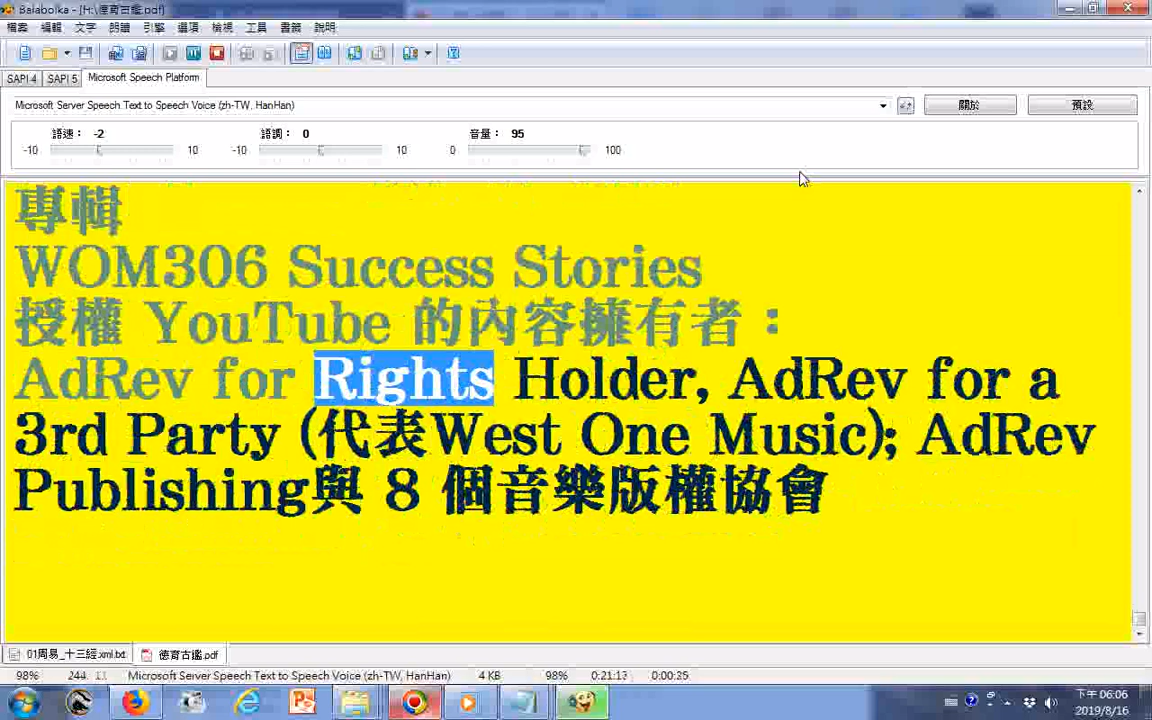 Balabolka - [H:\德育古鑑.pdf]
檔案 編輯 文字 朗讀 引擎 選項 檢視 工具 書籤 說明
SAPI 4 SAPI 5 Microsoft Speech Platform
Microsoft Server Speech Text to Speech Voice (zh-TW, HanHan) 關於 預設
語速： -2 語調： 0 音量： 95
-10 10 -10 10 0 100
專輯
WOM306 Success Stories
授權 YouTube 的內容擁有者：
AdRev for Rights Holder, AdRev for a
3rd Party (代表West One Music); AdRev
Publishing與 8 個音樂版權協會
01周易_十三經.xml.txt 德育古鑑.pdf
98% 244: Microsoft Server Speech Text to Speech Voice (zh-TW, HanHan) 4 KB 98% 0:21:13 0:00:25
下午 06:06
2019/8/16